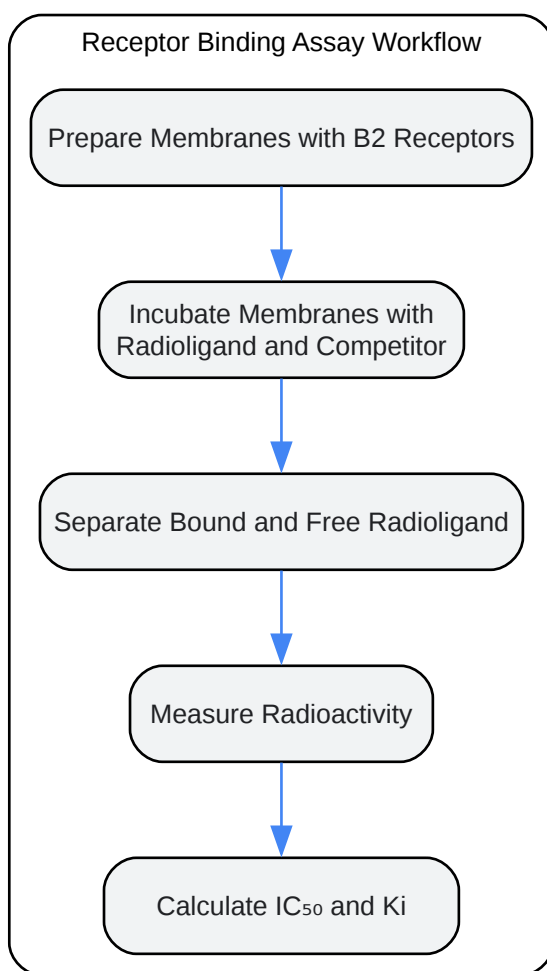 Receptor Binding Assay Workflow
Prepare Membranes with B2 Receptors
Incubate Membranes with
Radioligand and Competitor
Separate Bound and Free Radioligand
Measure Radioactivity
Calculate IC₅₀ and Ki